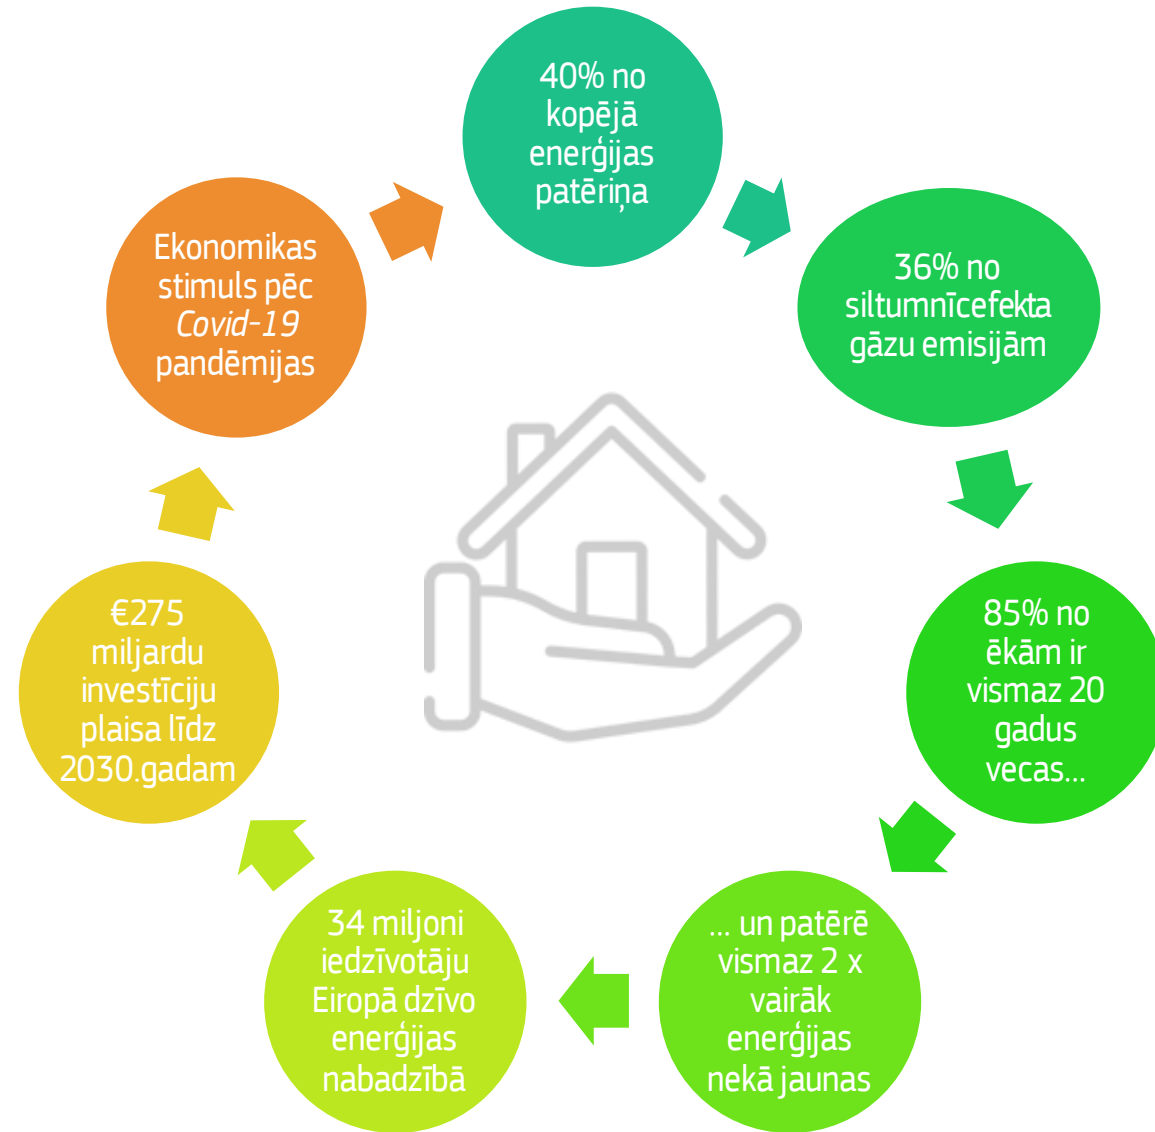 40% no
kopējā
enerģijas
patēriņa
36% no
siltumnīcefekta
gāzu emisijām
85% no
ēkām ir
vismaz 20
gadus
vecas...
... un patērē
vismaz 2 x
vairāk
enerģijas
nekā jaunas
34 miljoni
iedzīvotāju
Eiropā dzīvo
enerģijas
nabadzībā
€275
miljardu
investīciju
plaisa līdz
2030.gadam
Ekonomikas
stimuls pēc
Covid-19
pandēmijas